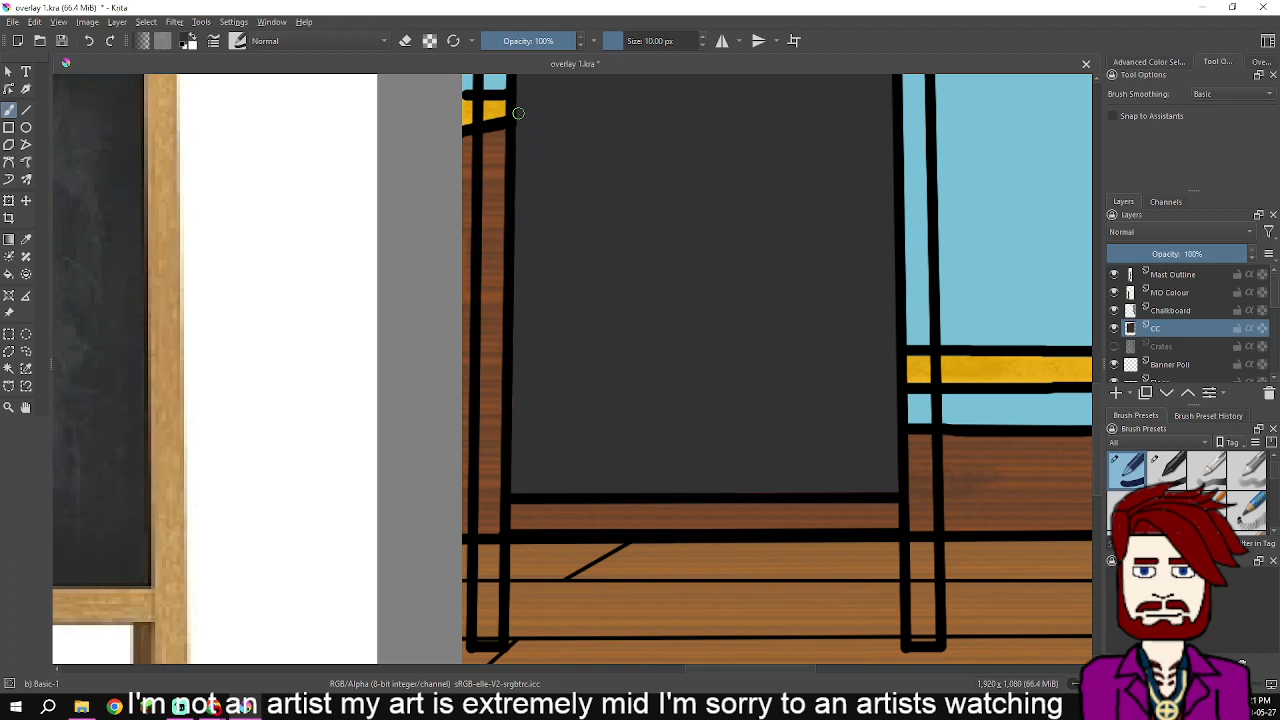 overlay 1.kra (66.4 MiB) * - Krita
File Edit View Image Layer Select Filter Tools Settings Window Help
Normal
Opacity: 100%
Size: 10.00 px
overlay 1.kra *
Advanced Color Sel...
Tool Opti...
Ove...
Tool Options
Brush Smoothing:
Basic
Snap to Assistants
Layers
Channels
Layers
Normal
Opacity: 100%
Mast Outline
MO Colour
Chalkboard
CC
Crates
Banner Poll
Brush Presets
Brush Preset History
Brush Presets
All
Tag
ter in Tag
b) Basic-1
RGB/Alpha (8-bit integer/channel) sRGB-elle-V2-srgbtrc.icc
1,920 x 1,080 (66.4 MiB)
I'm not an artist my art is extremely mid I'm sorry to an artists watching